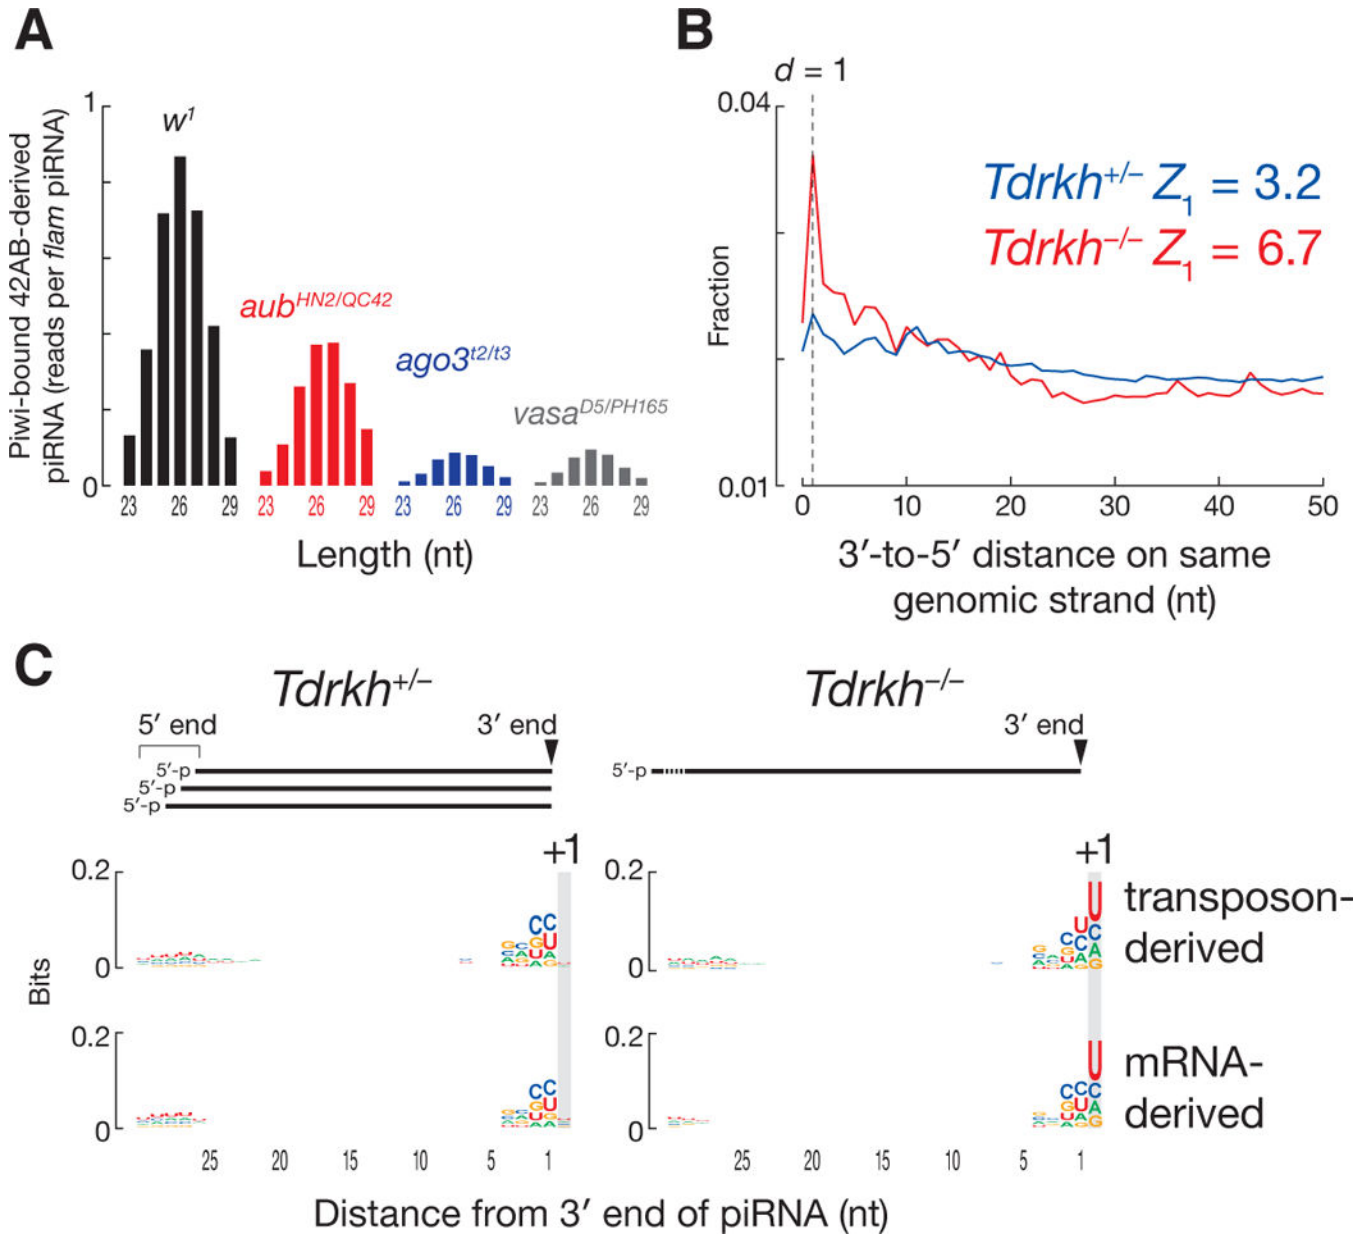 A
1
w1
Piwi-bound 42AB-derived
piRNA (reads per flam piRNA)
aubHN2/QC42
ago3t2/t3
vasaD5/PH165
0
23 26 29 23 26 29 23 26 29 23 26 29
Length (nt)
B
d = 1
0.04
Tdrkh+/– Z1 = 3.2
Tdrkh–/– Z1 = 6.7
Fraction
0.01
0 10 20 30 40 50
3′-to-5′ distance on same
genomic strand (nt)
C
Tdrkh+/–
5′ end 3′ end
5′-p
5′-p
5′-p
+1
0.2
0
0.2
0
Bits
25 20 15 10 5 1
Tdrkh–/–
3′ end
5′-p
+1
0.2
0
transposon-
derived
0.2
0
mRNA-
derived
25 20 15 10 5 1
Distance from 3′ end of piRNA (nt)